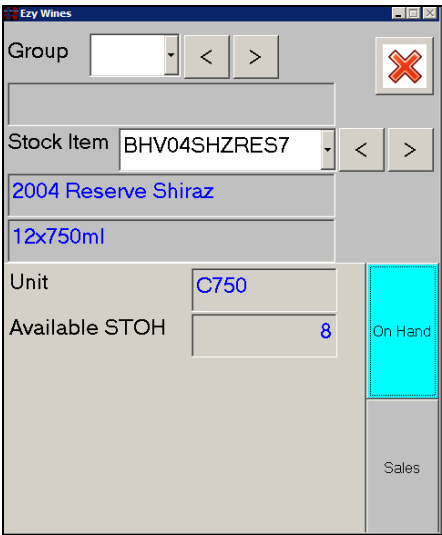 Ezy Wines
Group < >
Stock Item BHV04SHZRES7 < >
2004 Reserve Shiraz
12x750ml
Unit C750
Available STOH 8
On Hand
Sales